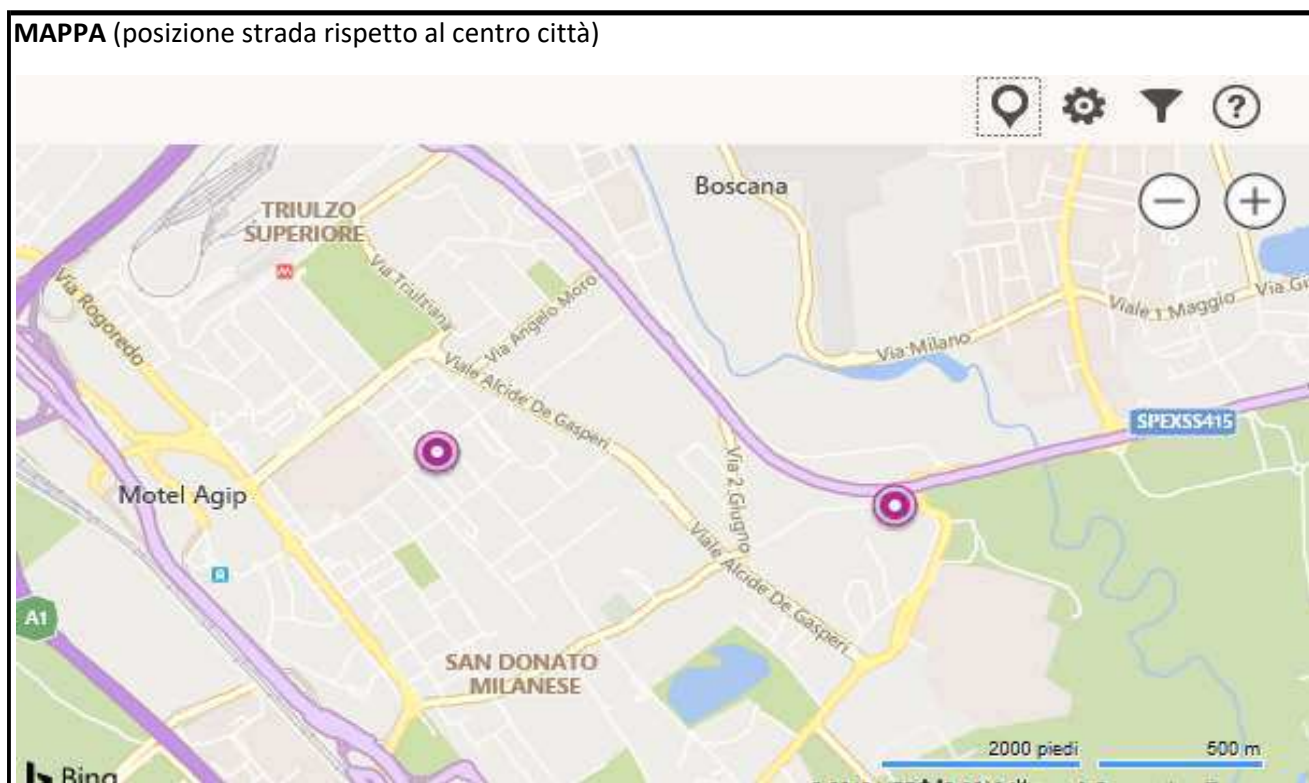 MAPPA (posizione strada rispetto al centro città)
?
Boscana
TRIULZO
SUPERIORE
M
Via Triulziana
Via Angelo Moro
Via Rogoredo
Via Milano
Viale 1 Maggio
SPEXSS415
Viale Alcide De Gasperi
Motel Agip
Via 2 Giugno
Viale Alcide De Gasperi
A1
SAN DONATO
MILANESE
2000 piedi
500 m
Bing